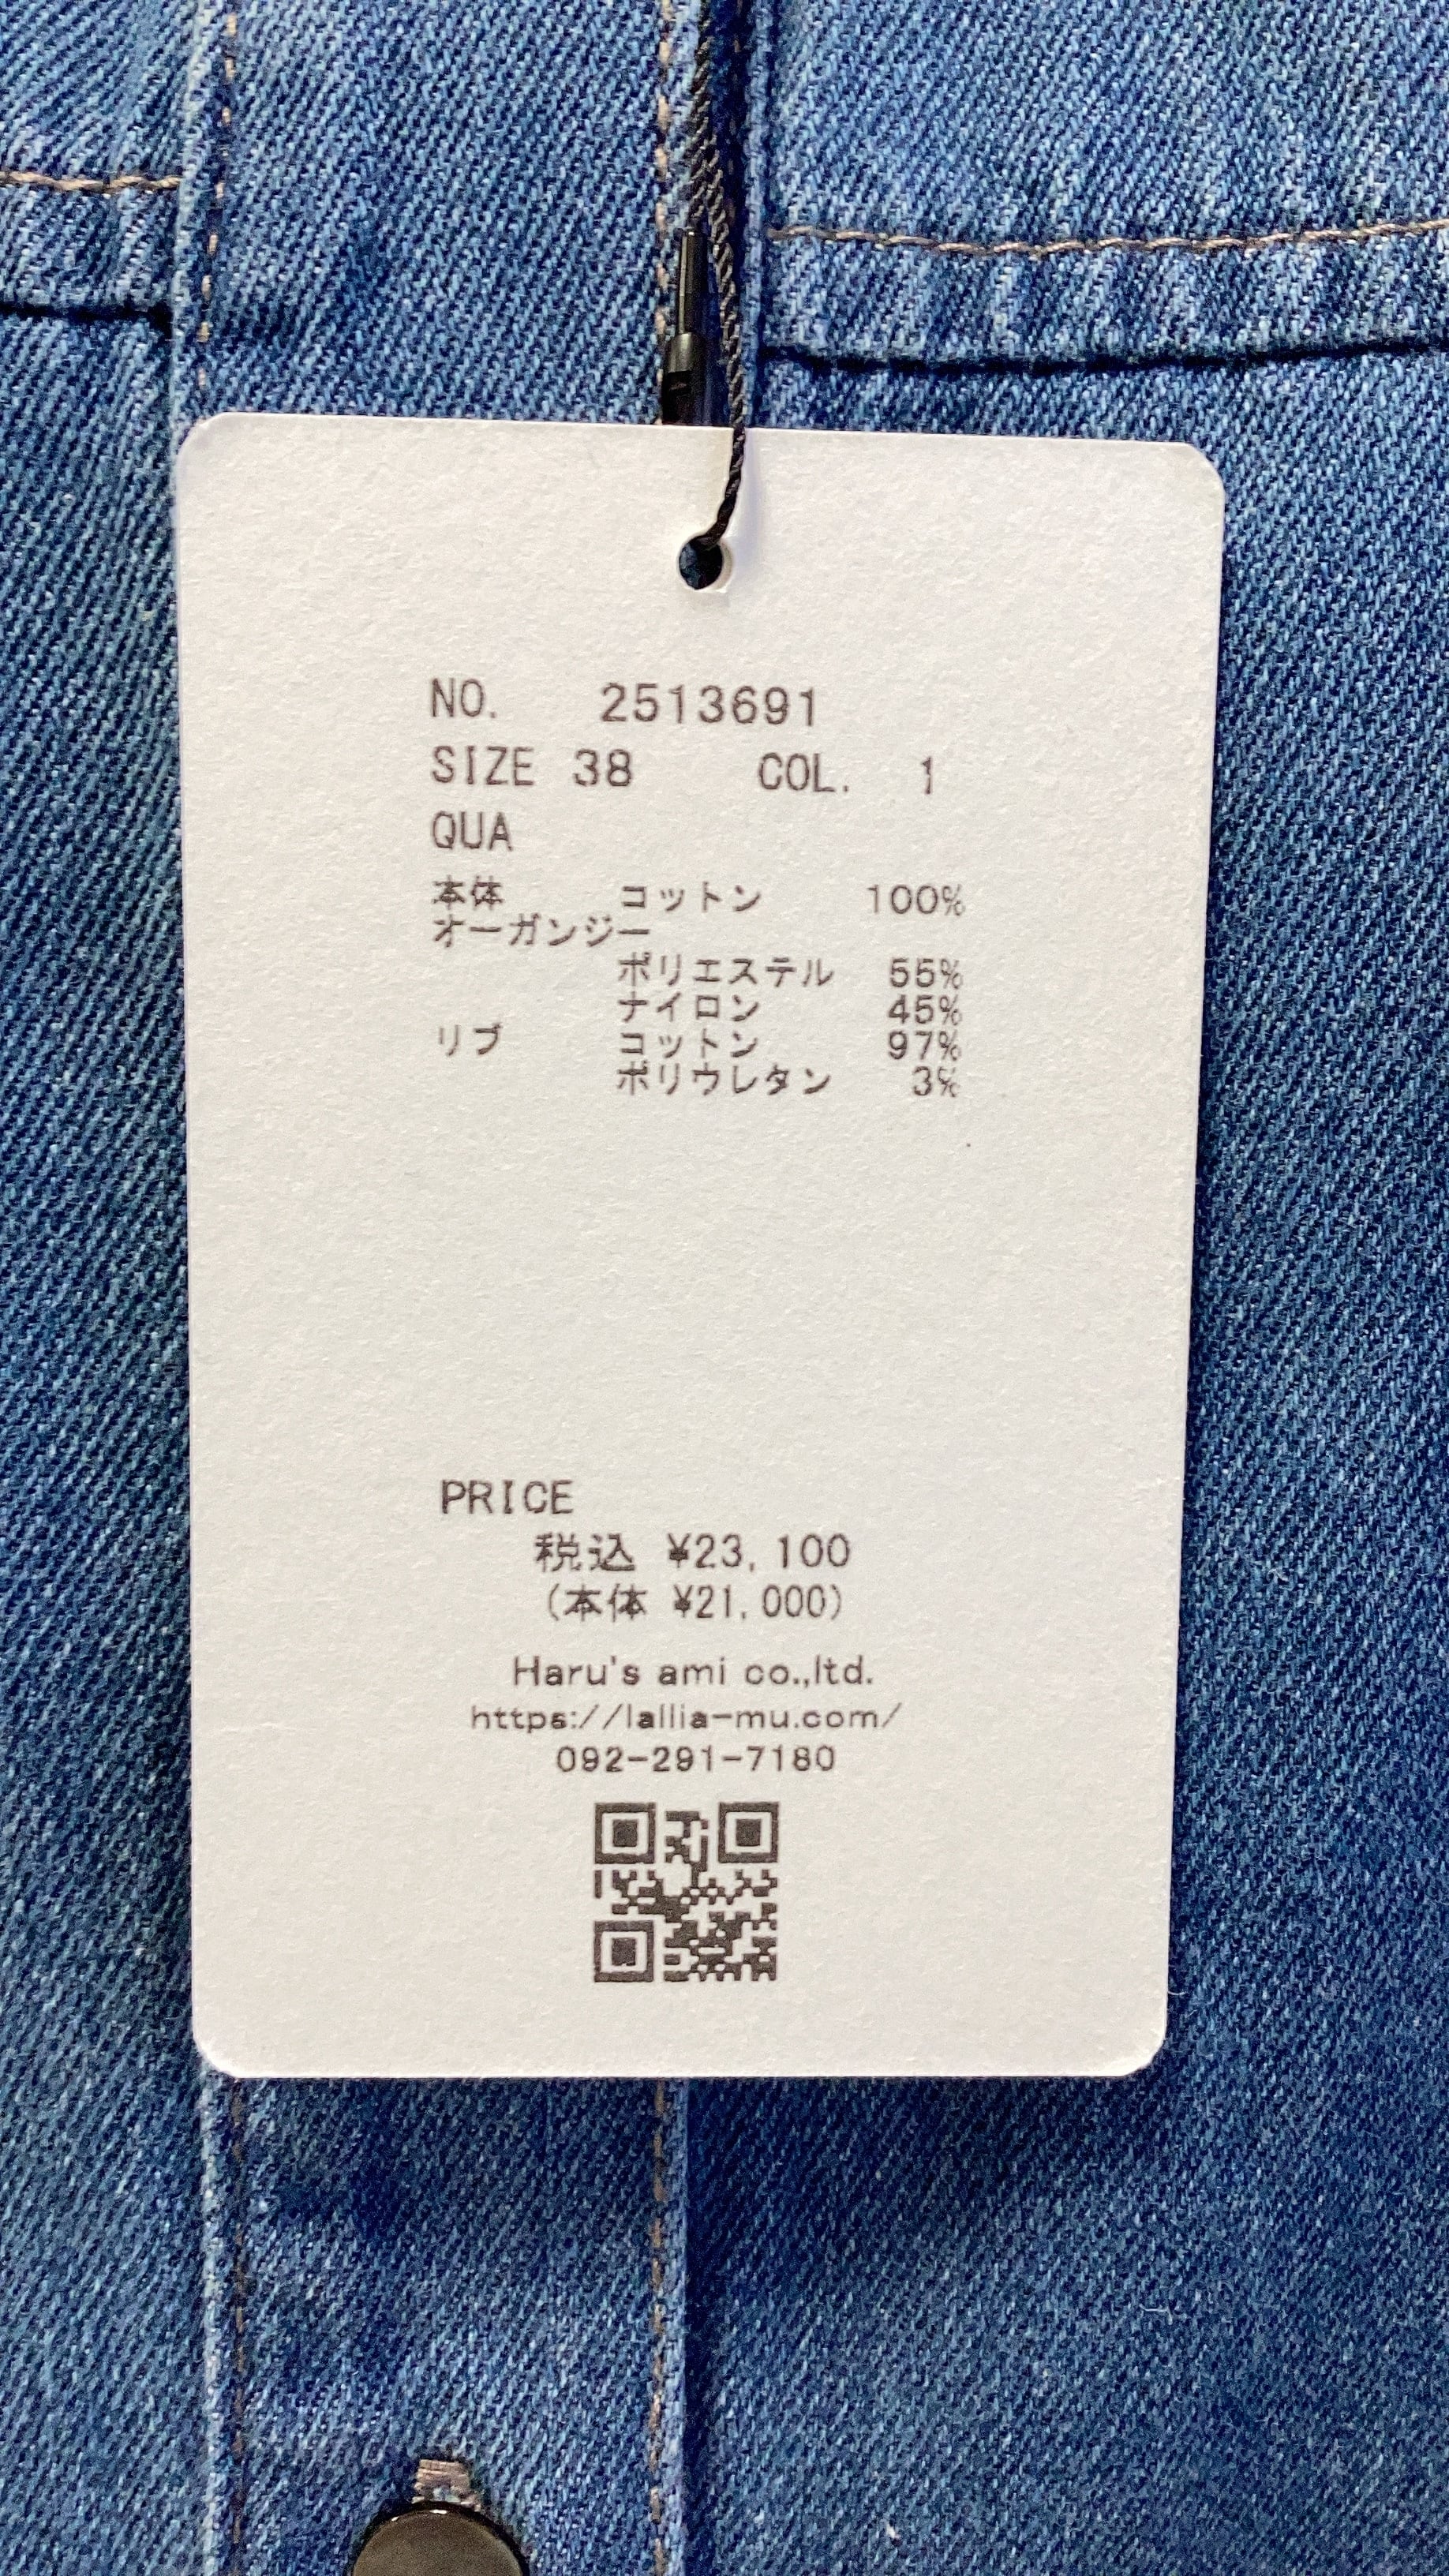 NO. 2513691
SIZE 38 COL. 1
QUA
本体 コットン 100%
オーガンジー
ポリエステル 55%
ナイロン 45%
リブ コットン 97%
ポリウレタン 3%
PRICE
税込 ¥23,100
(本体 ¥21,000)
Haru's ami co.,ltd.
https://lallia-mu.com/
092-291-7180